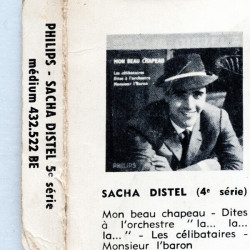 PHILIPS - SACHA DISTEL 5e série
médium 432.522 BE
MON BEAU CHAPEAU
Les célibataires
Dites à l'orchestre
Monsieur l'Baron
PHILIPS
SACHA DISTEL (4e série)
Mon beau chapeau - Dites
à l'orchestre "la... la...
la..." - Les célibataires -
Monsieur l'baron